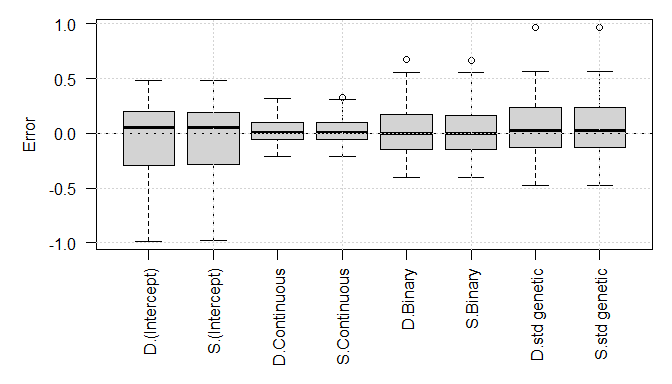 1.0
0.5
0.0
-0.5
-1.0
Error
D.(Intercept)
S.(Intercept)
D.Continuous
S.Continuous
D.Binary
S.Binary
D.std genetic
S.std genetic